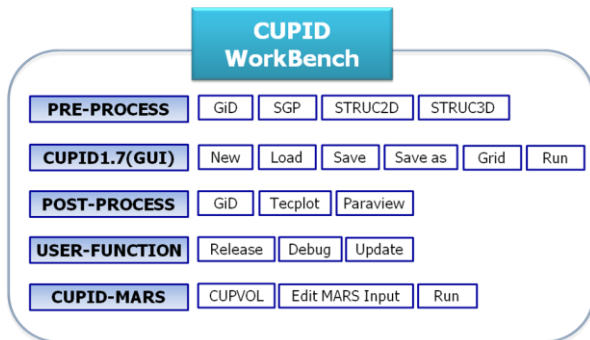 CUPID
WorkBench
PRE-PROCESS GiD SGP STRUC2D STRUC3D
CUPID1.7(GUI) New Load Save Save as Grid Run
POST-PROCESS GiD Tecplot Paraview
USER-FUNCTION Release Debug Update
CUPID-MARS CUPVOL Edit MARS Input Run